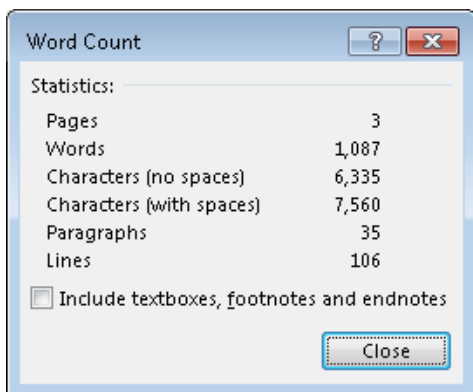 Word Count
Statistics:
Pages 3
Words 1,087
Characters (no spaces) 6,335
Characters (with spaces) 7,560
Paragraphs 35
Lines 106
Include textboxes, footnotes and endnotes
Close